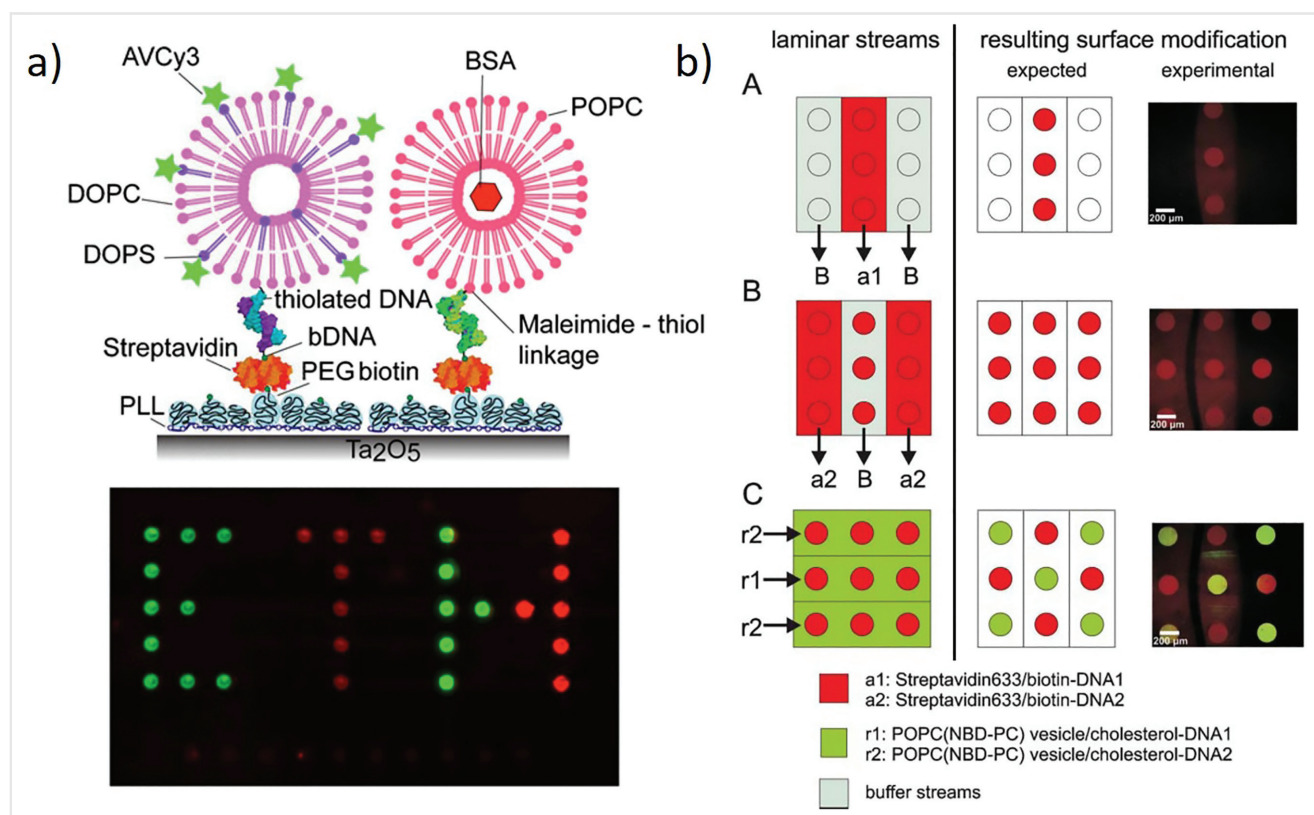 a)
AVCy3
BSA
POPC
DOPC
DOPS
thiolated DNA
bDNA
Maleimide - thiol
linkage
Streptavidin
PEG biotin
PLL
Ta2O5
b)
laminar streams
resulting surface modification
expected
experimental
A
B
a1
B
200 µm
B
a2
B
a2
200 µm
C
r2
r1
r2
200 µm
a1: Streptavidin633/biotin-DNA1
a2: Streptavidin633/biotin-DNA2
r1: POPC(NBD-PC) vesicle/cholesterol-DNA1
r2: POPC(NBD-PC) vesicle/cholesterol-DNA2
buffer streams